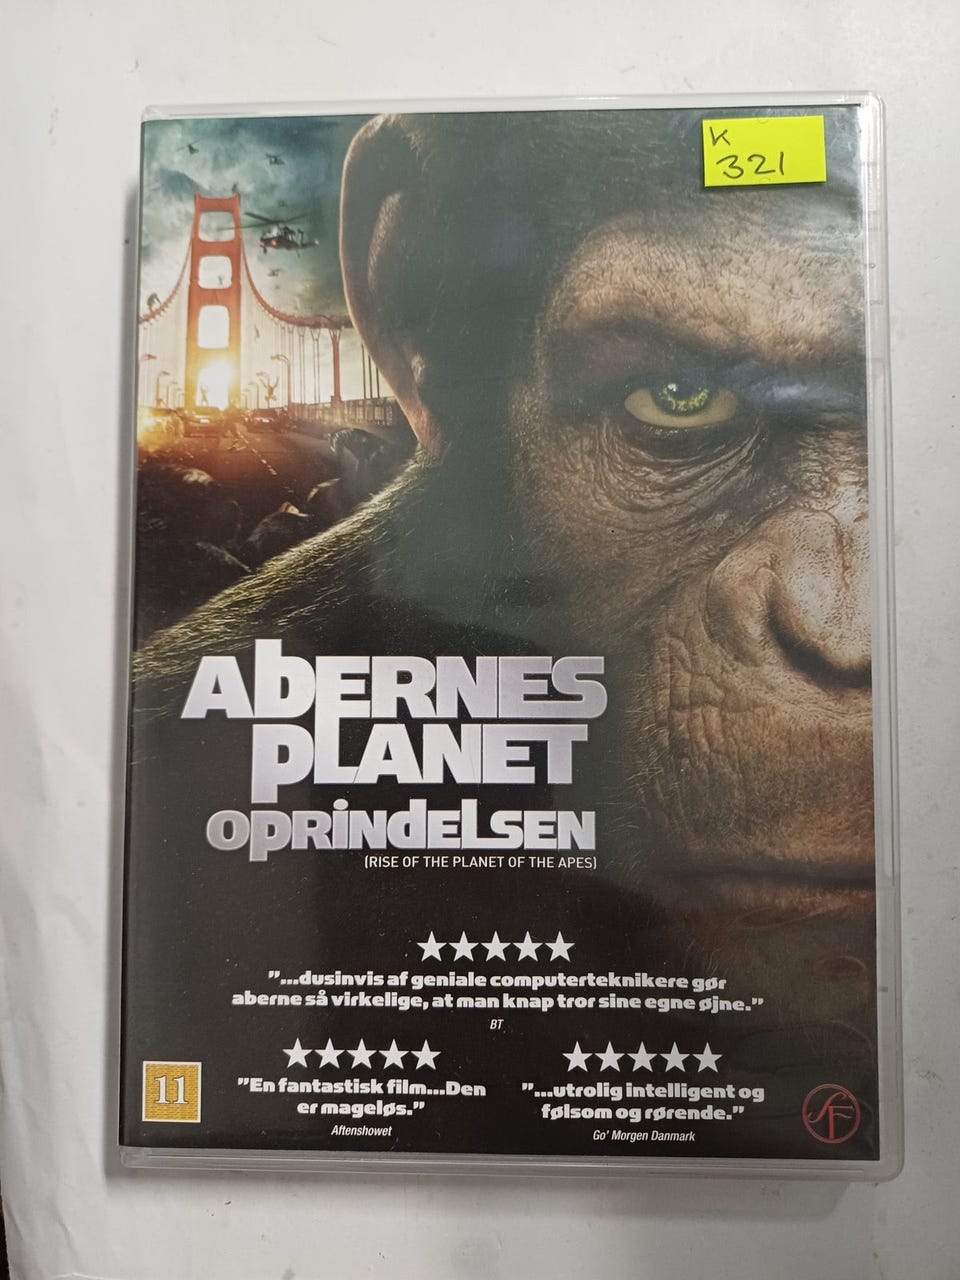 K
321
ABERNES
PLANET
OPRINDELSEN
(RISE OF THE PLANET OF THE APES)
”...dusinvis af geniale computerteknikere gør
aberne så virkelige, at man knap tror sine egne øjne.”
BT
”En fantastisk film...Den
er mageløs.”
Aftenshowet
”...utrolig intelligent og
følsom og rørende.”
Go' Morgen Danmark
11
SF